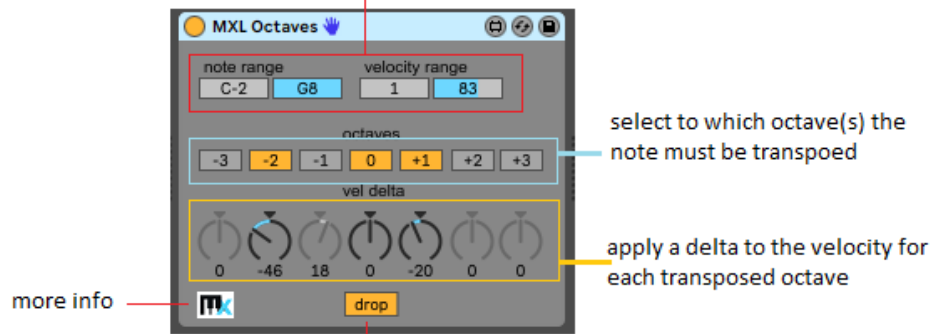 MXL Octaves
note range velocity range
C-2 G8 1 83
octaves
-3 -2 -1 0 +1 +2 +3
vel delta
0 -46 18 0 -20 0 0
mx
drop
select to which octave(s) the
note must be transpoed
apply a delta to the velocity for
each transposed octave
more info